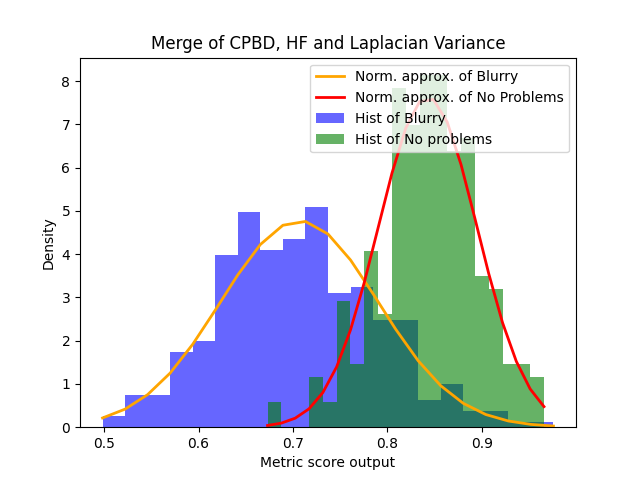 Merge of CPBD, HF and Laplacian Variance
Norm. approx. of Blurry
Norm. approx. of No Problems
Hist of Blurry
Hist of No problems
Density
8
7
6
5
4
3
2
1
0
0.5 0.6 0.7 0.8 0.9
Metric score output